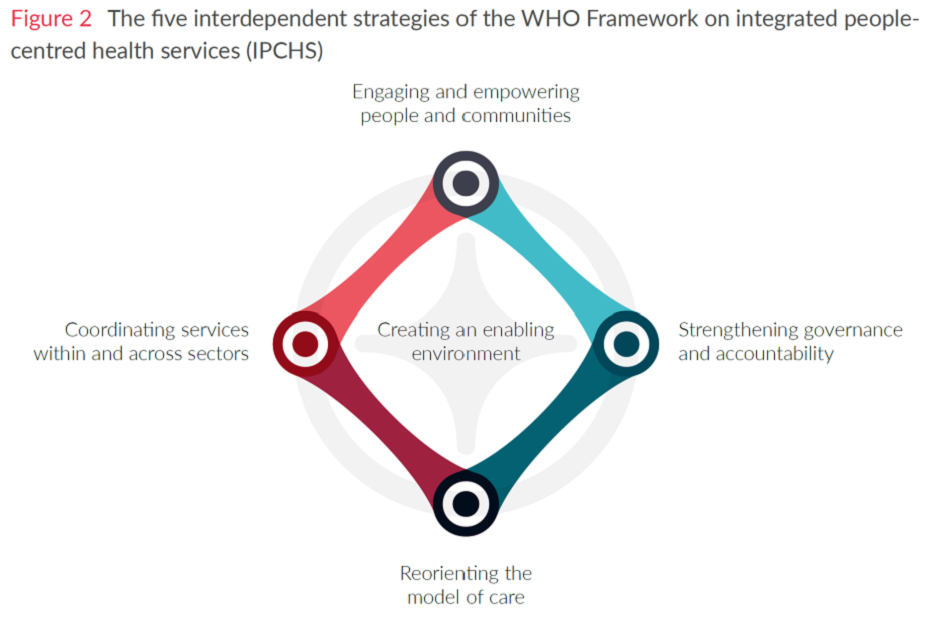 Figure 2 The five interdependent strategies of the WHO Framework on integrated people-
centred health services (IPCHS)
Engaging and empowering
people and communities
Coordinating services
within and across sectors
Creating an enabling
environment
Strengthening governance
and accountability
Reorienting the
model of care